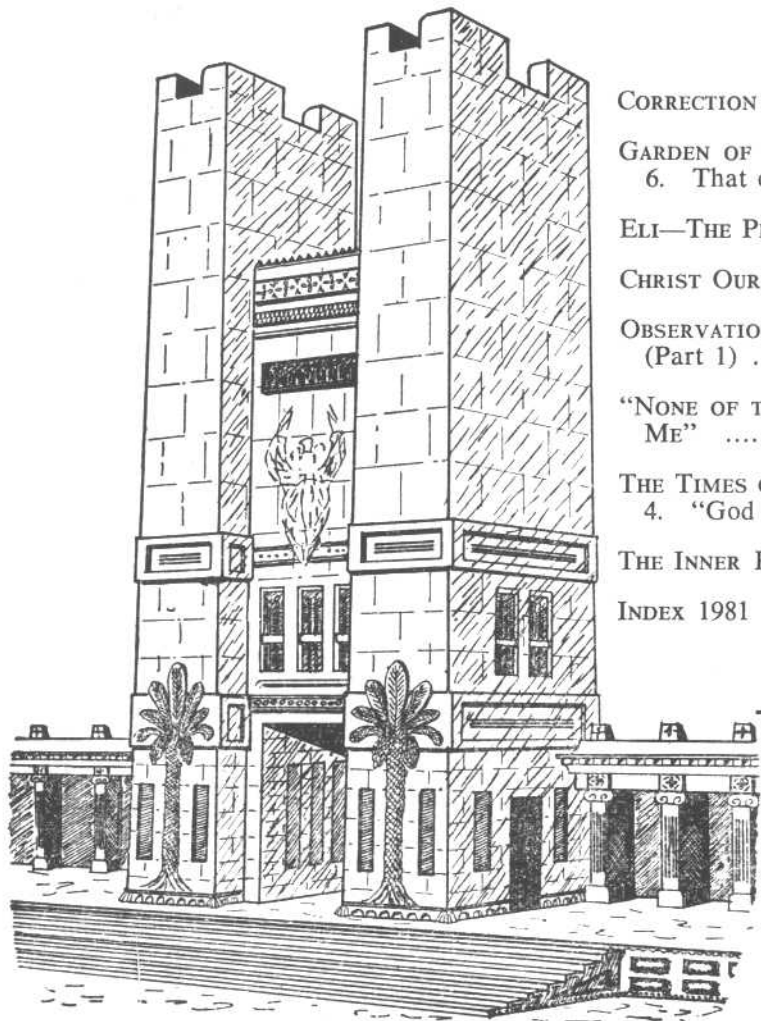 CORRECTION
GARDEN OF
6. That
ELI—THE
CHRIST OUR
OBSERVATIO
(Part 1) .
“NONE OF
ME” ....
THE TIMES
4. “God
THE INNER
INDEX 1981